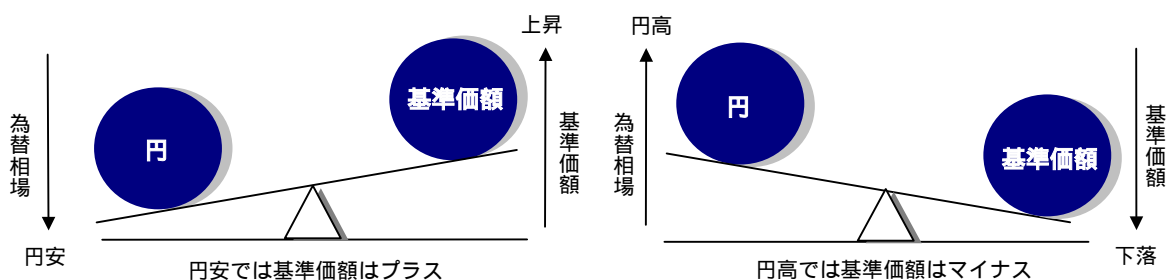 上昇
基準価額
円
為替相場
基準価額
円安
円安では基準価額はプラス
円高
円
為替相場
基準価額
基準価額
下落
円高では基準価額はマイナス